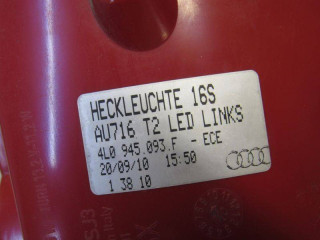 HECKLEUCHTE 16S
AU716 T2 LED LINKS
4L0 945.093.F - ECE
20/09/10 15:50
1 38 10